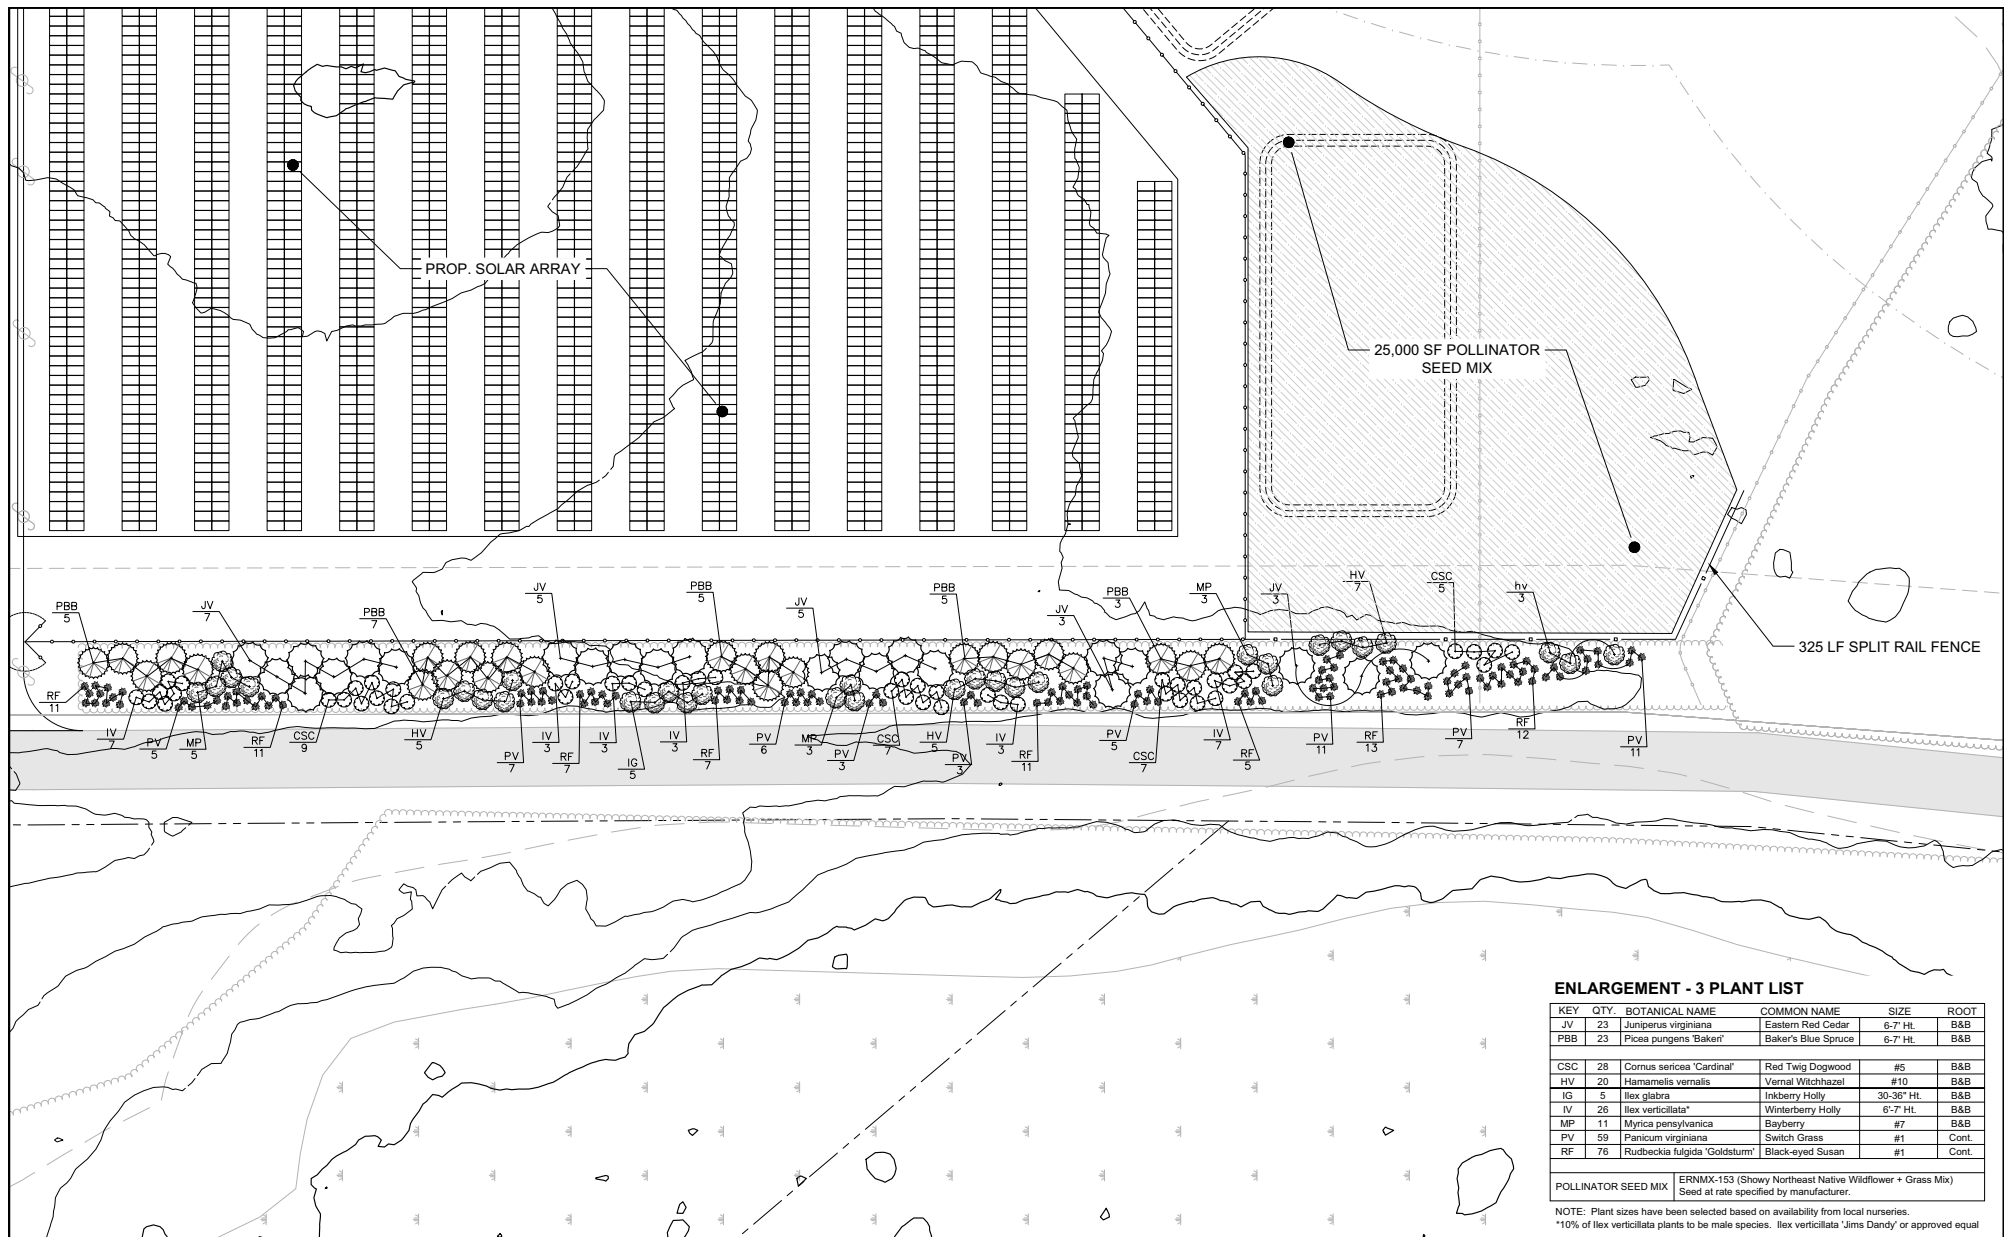 PROP. SOLAR ARRAY
25,000 SF POLLINATOR
SEED MIX
325 LF SPLIT RAIL FENCE
PBB
5
JV
7
PBB
7
JV
5
PBB
5
JV
5
PBB
5
JV
3
PBB
3
MP
3
JV
3
HV
7
CSC
5
hv
3
RF
11
IV
7
PV
5
MP
5
RF
11
CSC
9
HV
5
PV
7
IV
3
RF
7
IV
3
IG
5
IV
3
RF
7
PV
6
MP
3
PV
3
CSC
7
HV
5
PV
3
IV
3
RF
11
PV
5
CSC
7
IV
7
RF
5
PV
11
RF
13
PV
7
RF
12
PV
11
ENLARGEMENT - 3 PLANT LIST
KEY QTY. BOTANICAL NAME COMMON NAME SIZE ROOT
JV 23 Juniperus virginiana Eastern Red Cedar 6-7' Ht. B&B
PBB 23 Picea pungens 'Bakeri' Baker's Blue Spruce 6-7' Ht. B&B
CSC 28 Cornus sericea 'Cardinal' Red Twig Dogwood #5 B&B
HV 20 Hamamelis vernalis Vernal Witchhazel #10 B&B
IG 5 Ilex glabra Inkberry Holly 30-36" Ht. B&B
IV 26 Ilex verticillata* Winterberry Holly 6'-7' Ht. B&B
MP 11 Myrica pensylvanica Bayberry #7 B&B
PV 59 Panicum virginiana Switch Grass #1 Cont.
RF 76 Rudbeckia fulgida 'Goldsturm' Black-eyed Susan #1 Cont.
POLLINATOR SEED MIX ERNMX-153 (Showy Northeast Native Wildflower + Grass Mix)
Seed at rate specified by manufacturer.
NOTE: Plant sizes have been selected based on availability from local nurseries.
*10% of Ilex verticillata plants to be male species. Ilex verticillata 'Jims Dandy' or approved equal